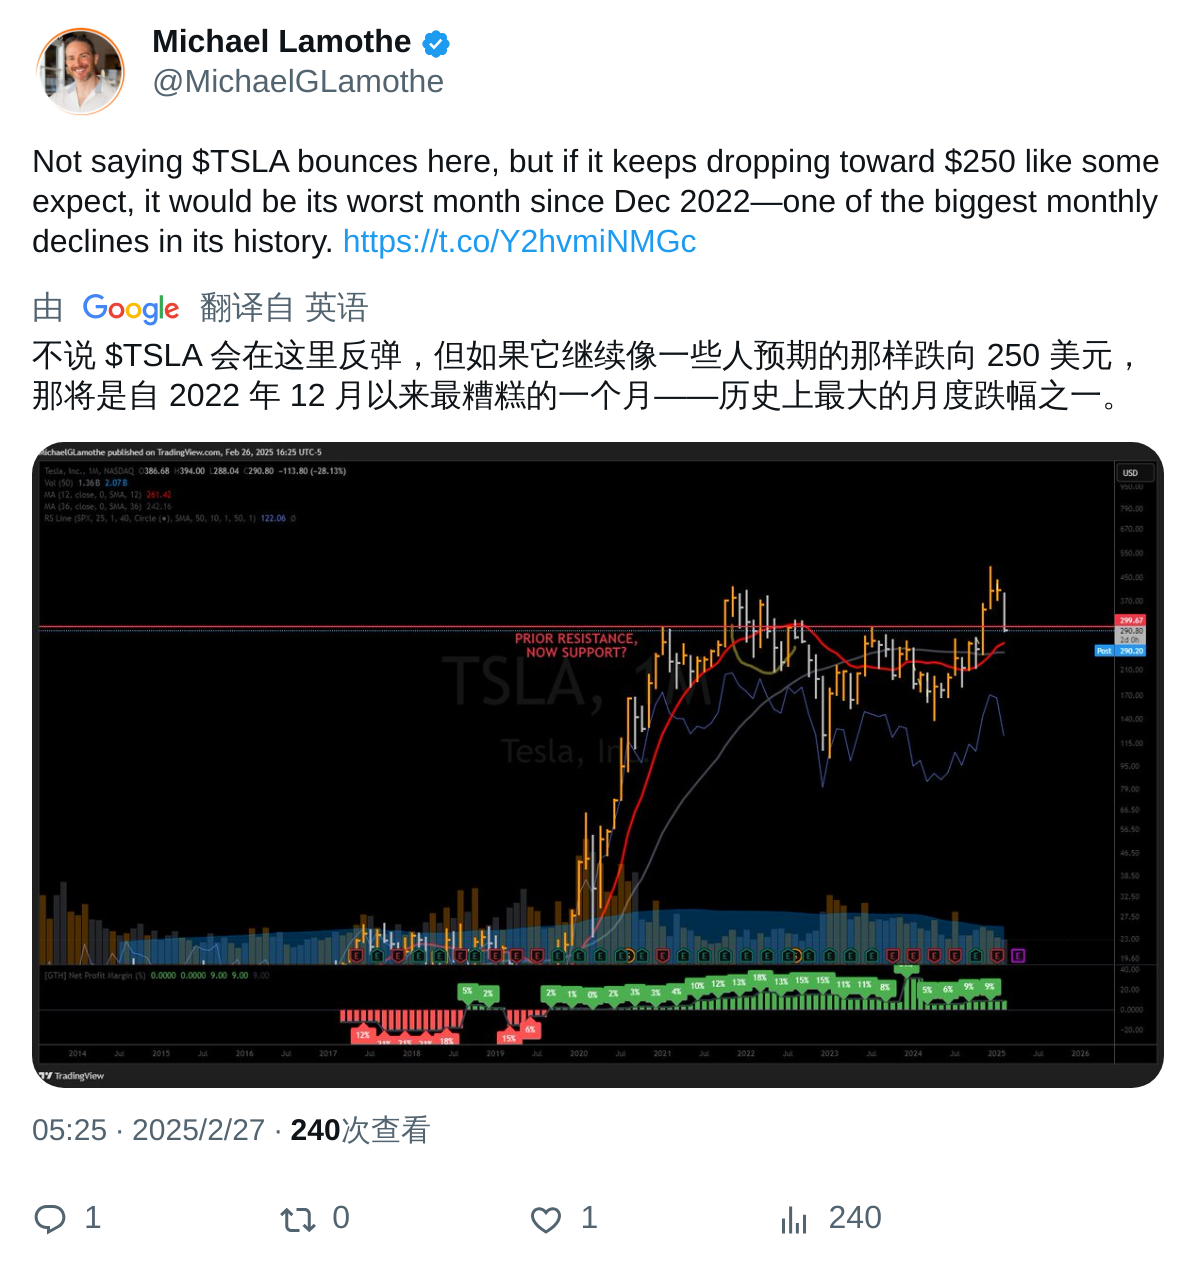 Michael Lamothe
@MichaelGLamothe
Not saying $TSLA bounces here, but if it keeps dropping toward $250 like some
expect, it would be its worst month since Dec 2022—one of the biggest monthly
declines in its history. https://t.co/Y2hvmiNMGc
由 Google 翻译自 英语
不说 $TSLA 会在这里反弹，但如果它继续像一些人预期的那样跌向 250 美元，
那将是自 2022 年 12 月以来最糟糕的一个月——历史上最大的月度跌幅之一。
MichaelGLamothe published on TradingView.com, Feb 26, 2025 16:25 UTC-5
Tesla, Inc., 1M, NASDAQ O386.68 H394.00 L288.04 C290.80 −113.80 (−28.13%)
Vol (50) 1.36B 2.07B
MA (12, close, 0, SMA, 12) 261.42
MA (36, close, 0, SMA, 36) 242.16
RS Line (SPX, 25, 1, 40, Circle (●), SMA, 50, 10, 1, 50, 1) 122.06 ∅
USD
950.00
790.00
670.00
550.00
450.00
370.00
299.67
290.80
2d 0h
Post 290.20
210.00
170.00
140.00
115.00
95.00
79.00
66.50
56.50
46.50
38.50
32.50
27.50
23.00
19.60
PRIOR RESISTANCE,
NOW SUPPORT?
TSLA, 1M
Tesla, Inc.
[GTH] Net Profit Margin (%) 0.0000 0.0000 9.00 9.00 9.00
40.00
20.00
0.0000
−20.00
5% 2% 2% 1% 0% 2% 3% 3% 4% 10% 12% 13% 18% 13% 15% 15% 11% 11% 8% 5% 6% 9% 9%
12% 21% 21% 18% 15% 6%
2014 Jul 2015 Jul 2016 Jul 2017 Jul 2018 Jul 2019 Jul 2020 Jul 2021 Jul 2022 Jul 2023 Jul 2024 Jul 2025 Jul 2026
TradingView
05:25 · 2025/2/27 · 240次查看
1 0 1 240